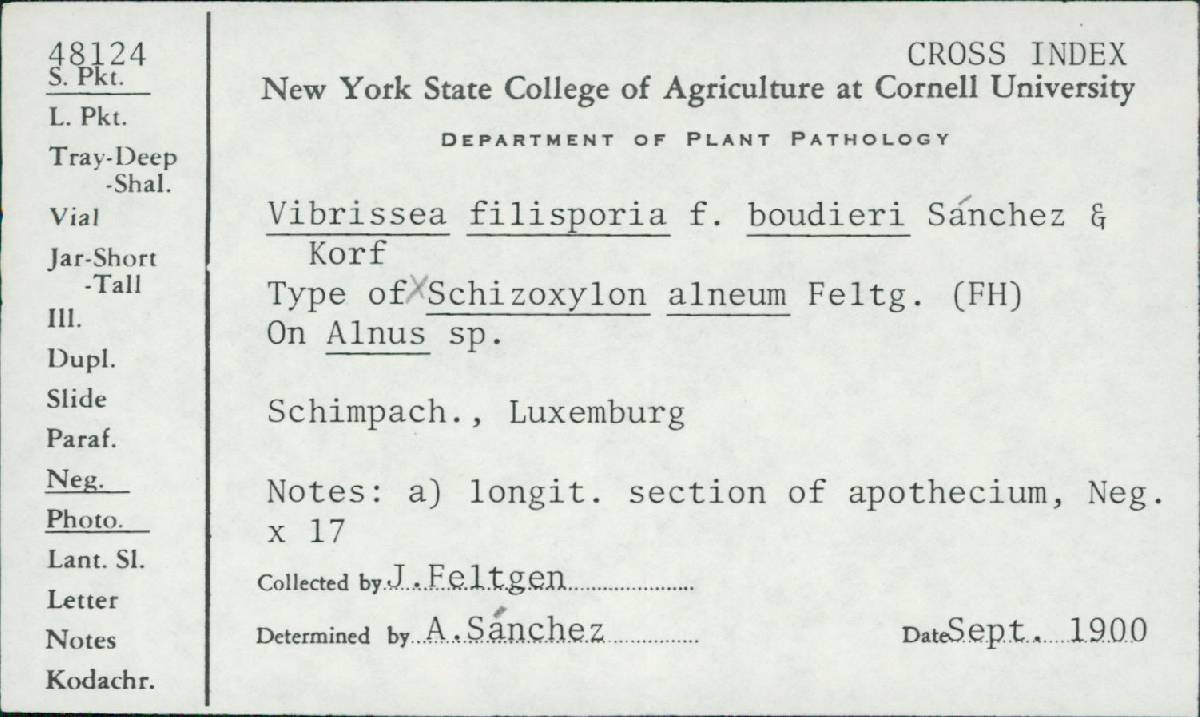 48124
S. Pkt.
L. Pkt.
Tray-Deep
-Shal.
Vial
Jar-Short
-Tall
Ill.
Dupl.
Slide
Paraf.
Neg.
Photo.
Lant. Sl.
Letter
Notes
Kodachr.
CROSS INDEX
New York State College of Agriculture at Cornell University
DEPARTMENT OF PLANT PATHOLOGY
Vibrissea filisporia f. boudieri Sánchez &
Korf
Type of X Schizoxylon alneum Feltg. (FH)
On Alnus sp.
Schimpach., Luxemburg
Notes: a) longit. section of apothecium, Neg.
x 17
Collected by J.Feltgen
Determined by A.Sánchez
Date Sept. 1900